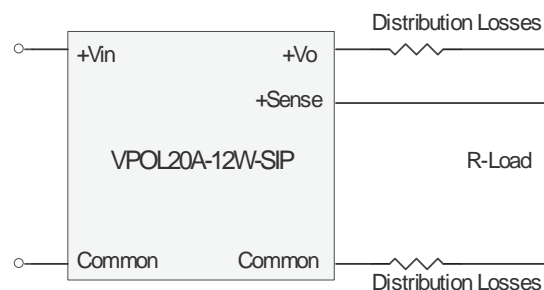 Distribution Losses
+Vin
+Vo
+Sense
VPOL20A-12W-SIP
R-Load
Common
Common
Distribution Losses